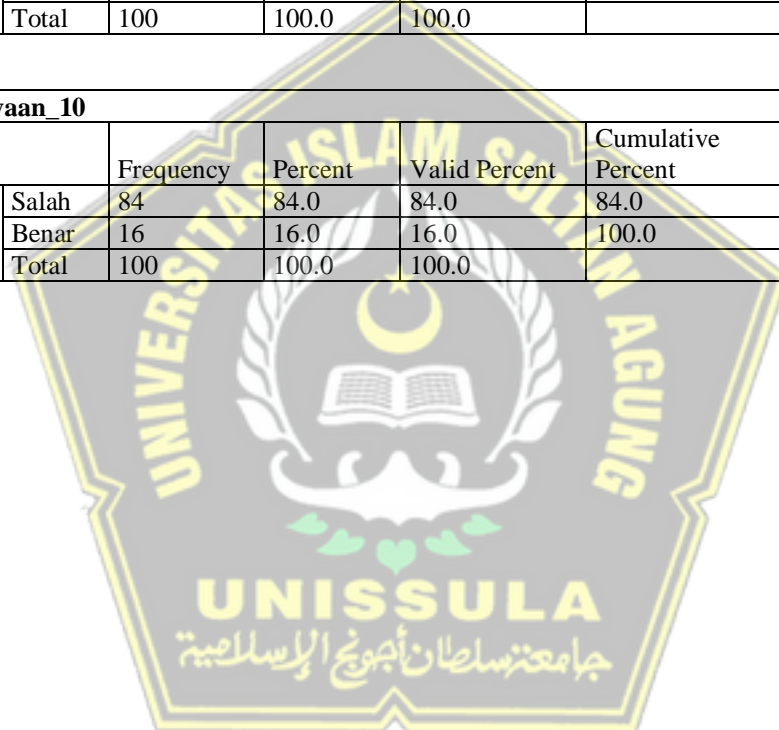 Total 100 100.0 100.0
yaan_10
Frequency Percent Valid Percent Cumulative Percent
Salah 84 84.0 84.0 84.0
Benar 16 16.0 16.0 100.0
Total 100 100.0 100.0
UNIVERSITAS ISLAM SULTAN AGUNG
UNISSULA
جامعة سلطان أجونج الإسلامية